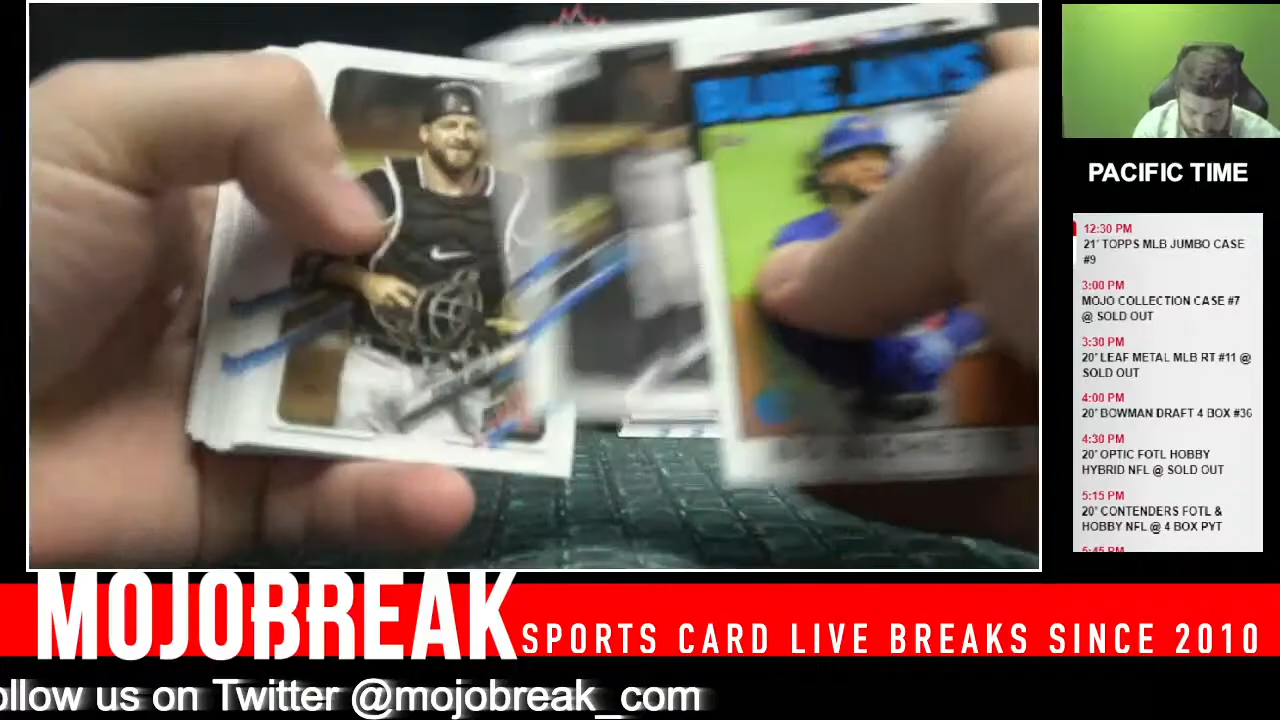 BLUE JAYS
PACIFIC TIME
12:30 PM
21' TOPPS MLB JUMBO CASE
#9
3:00 PM
MOJO COLLECTION CASE #7
@ SOLD OUT
3:30 PM
20' LEAF METAL MLB RT #11 @
SOLD OUT
4:00 PM
20' BOWMAN DRAFT 4 BOX #36
4:30 PM
20' OPTIC FOTL HOBBY
HYBRID NFL @ SOLD OUT
5:15 PM
20' CONTENDERS FOTL &
HOBBY NFL @ 4 BOX PYT
5:45 PM
MOJOBREAK
SPORTS CARD LIVE BREAKS SINCE 2010
ollow us on Twitter @mojobreak_com